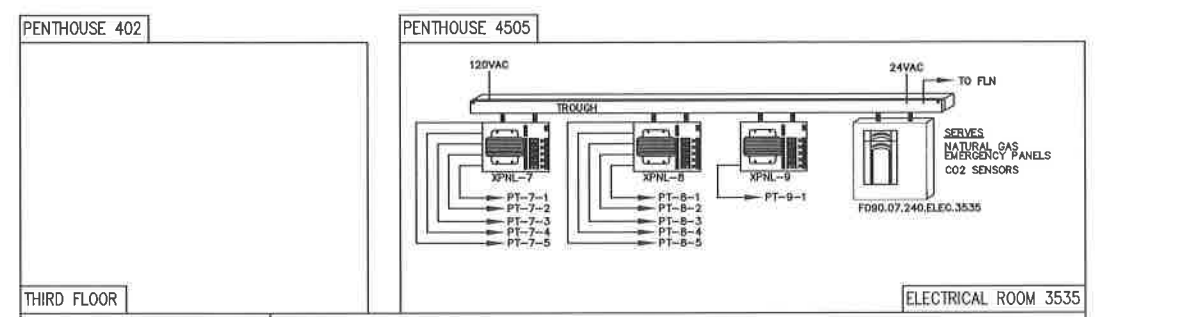 PENTHOUSE 402
PENTHOUSE 4505
120VAC
24VAC
TO FLN
TROUGH
SERVES
NATURAL GAS
EMERGENCY PANELS
CO2 SENSORS
XPNL-7
XPNL-8
XPNL-9
PT-7-1
PT-7-2
PT-7-3
PT-7-4
PT-7-5
PT-8-1
PT-8-2
PT-8-3
PT-8-4
PT-8-5
PT-9-1
FD90.07.240.ELEC.3535
THIRD FLOOR
ELECTRICAL ROOM 3535